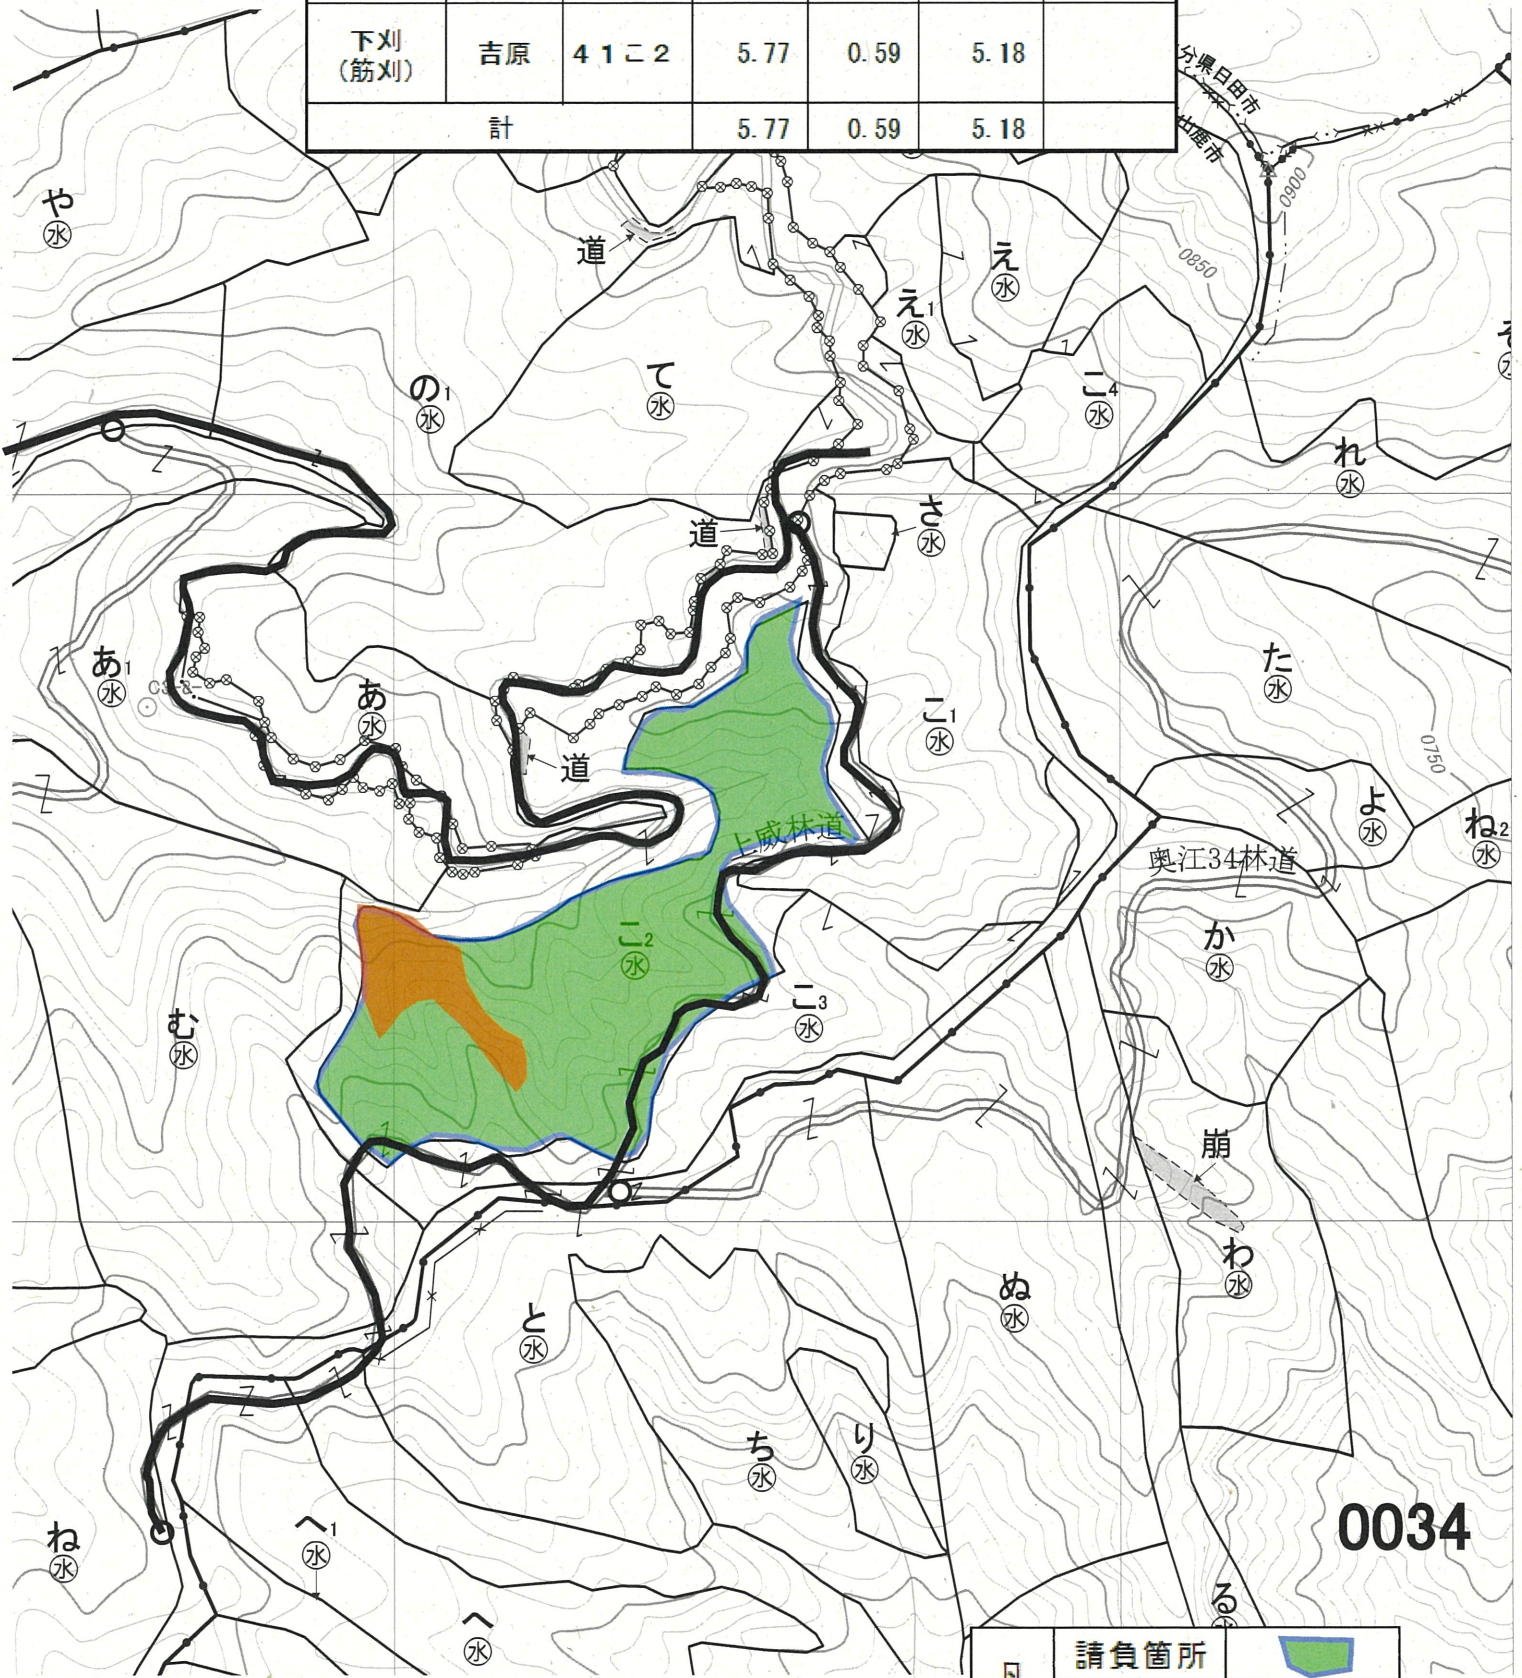 下刈
(筋刈)
吉原
41こ2
5.77
0.59
5.18
計
5.77
0.59
5.18
分県日田市
山鹿市
0900
0850
や
水
道
え
水
え1
水
の1
水
て
水
こ4
水
れ
水
道
さ
水
あ1
水
あ
水
た
水
こ1
水
道
0750
よ
水
ね2
水
上威林道
奥江34林道
こ2
水
か
水
こ3
水
む
水
崩
わ
水
ぬ
水
と
水
ち
水
り
水
0034
ね
水
へ1
水
る
へ
水
請負箇所